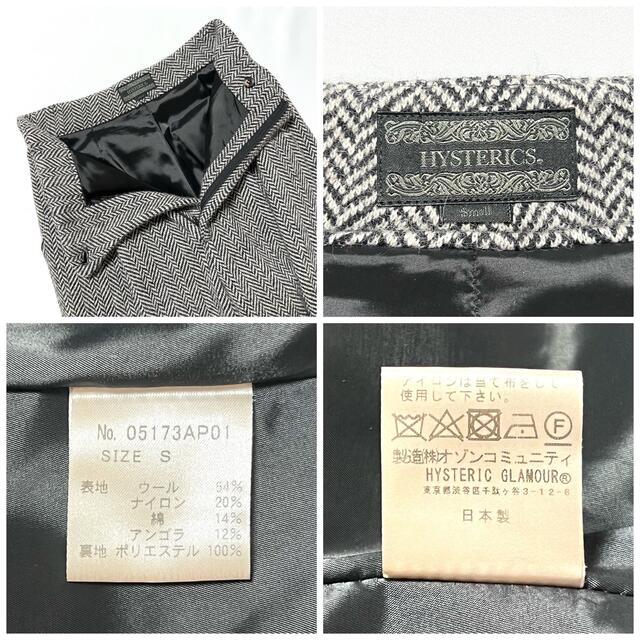 HYSTERICS®
Small
No. 05173AP01
SIZE S
表地 ウール 54%
ナイロン 20%
綿 14%
アンゴラ 12%
裏地 ポリエステル 100%
アイロンは当て布をして
使用して下さい。
製造㈱オゾンコミュニティ
HYSTERIC GLAMOUR®
東京都渋谷区千駄ヶ谷3-12-6
日本製